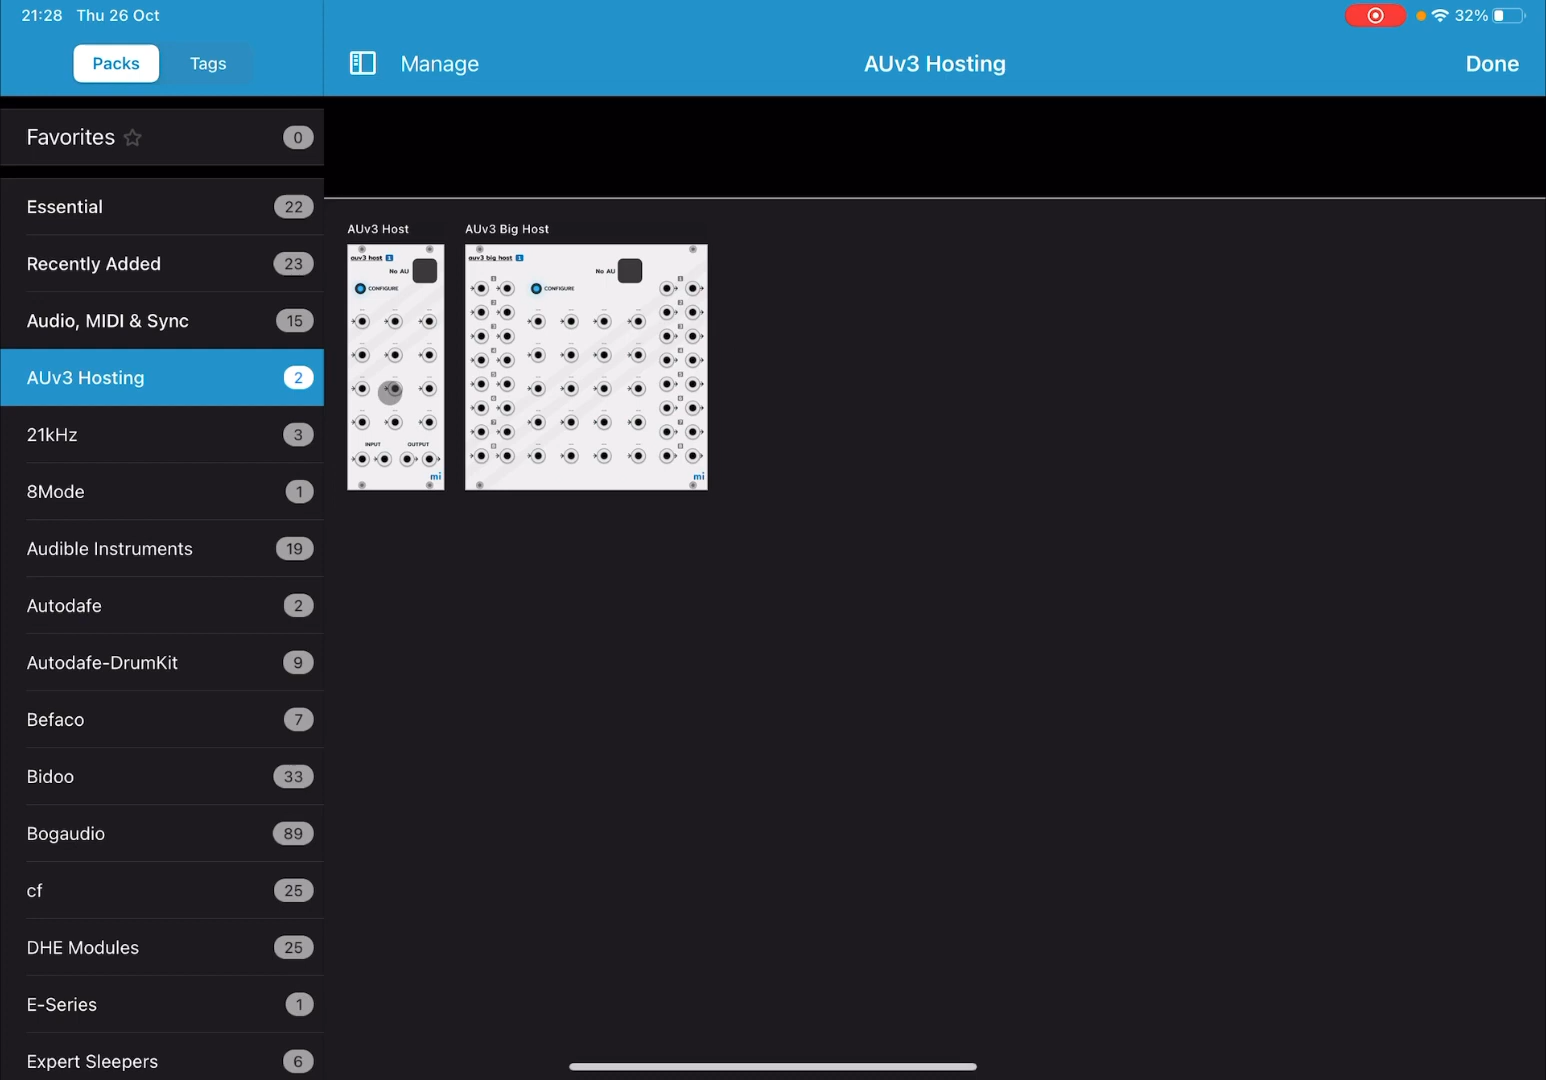 21:28 Thu 26 Oct
32%
Packs Tags
Manage
AUv3 Hosting
Done
Favorites 0
Essential 22
Recently Added 23
Audio, MIDI & Sync 15
AUv3 Hosting 2
21kHz 3
8Mode 1
Audible Instruments 19
Autodafe 2
Autodafe-DrumKit 9
Befaco 7
Bidoo 33
Bogaudio 89
cf 25
DHE Modules 25
E-Series 1
Expert Sleepers 6
AUv3 Host
auv3 host 1
No AU
CONFIGURE
INPUT OUTPUT
mi
AUv3 Big Host
auv3 big host 1
No AU
CONFIGURE
mi